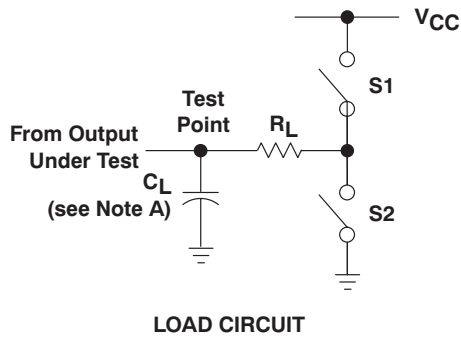 VCC
S1
Test
Point
RL
From Output
Under Test
CL
(see Note A)
S2
LOAD CIRCUIT